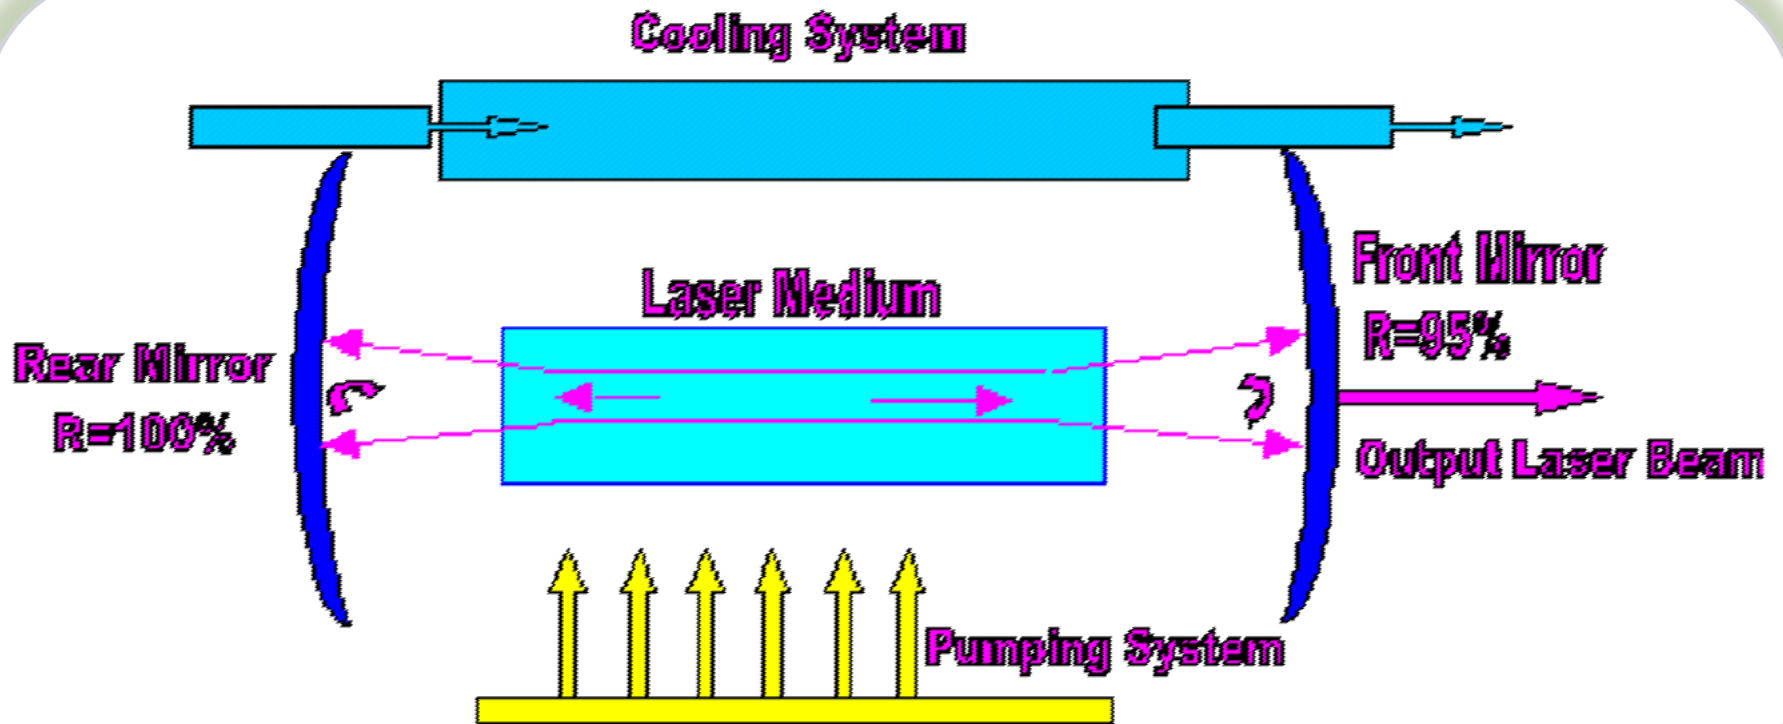 Cooling System
Laser Medium
Front Mirror
R=95%
Rear Mirror
R=100%
Output Laser Beam
Pumping System